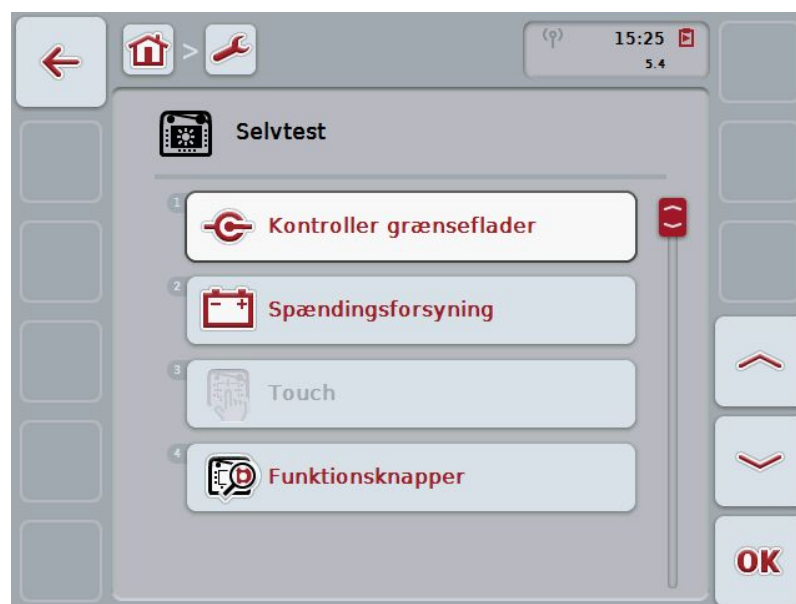 >
15:25
5.4
Selvtest
1
Kontroller grænseflader
2
Spændingsforsyning
3
Touch
4
Funktionsknapper
OK